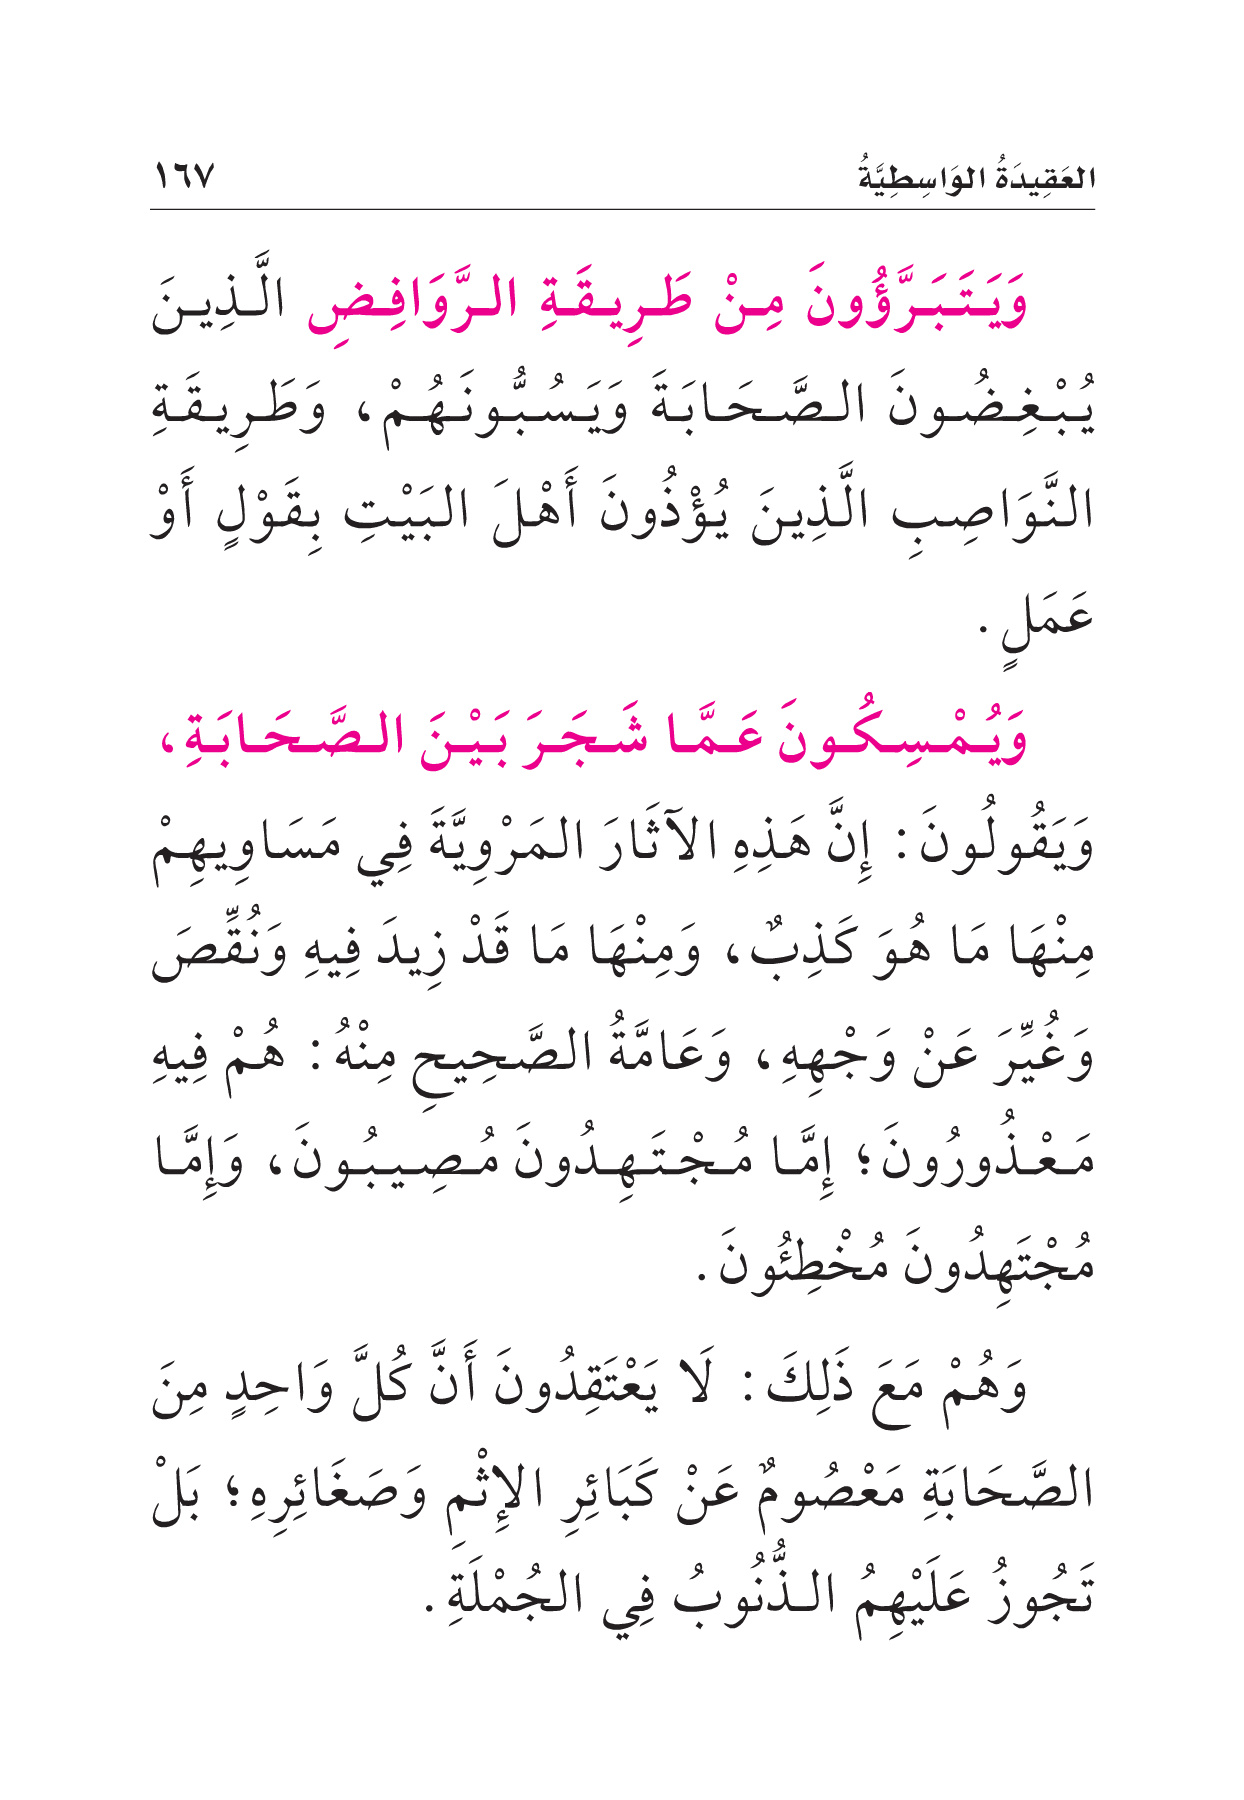 العَقِيدَةُ الوَاسِطِيَّةُ ١٦٧
وَيَتَبَرَّؤُونَ مِنْ طَرِيقَةِ الرَّوَافِضِ الَّذِينَ
يُبْغِضُونَ الصَّحَابَةَ وَيَسُبُّونَهُمْ، وَطَرِيقَةِ
النَّوَاصِبِ الَّذِينَ يُؤْذُونَ أَهْلَ البَيْتِ بِقَوْلٍ أَوْ
عَمَلٍ.
وَيُمْسِكُونَ عَمَّا شَجَرَ بَيْنَ الصَّحَابَةِ،
وَيَقُولُونَ: إِنَّ هَذِهِ الآثَارَ المَرْوِيَّةَ فِي مَسَاوِيهِمْ
مِنْهَا مَا هُوَ كَذِبٌ، وَمِنْهَا مَا قَدْ زِيدَ فِيهِ وَنُقِّصَ
وَغُيِّرَ عَنْ وَجْهِهِ، وَعَامَّةُ الصَّحِيحِ مِنْهُ: هُمْ فِيهِ
مَعْذُورُونَ؛ إِمَّا مُجْتَهِدُونَ مُصِيبُونَ، وَإِمَّا
مُجْتَهِدُونَ مُخْطِئُونَ.
وَهُمْ مَعَ ذَلِكَ: لَا يَعْتَقِدُونَ أَنَّ كُلَّ وَاحِدٍ مِنَ
الصَّحَابَةِ مَعْصُومٌ عَنْ كَبَائِرِ الإِثْمِ وَصَغَائِرِهِ؛ بَلْ
تَجُوزُ عَلَيْهِمُ الذُّنُوبُ فِي الجُمْلَةِ.